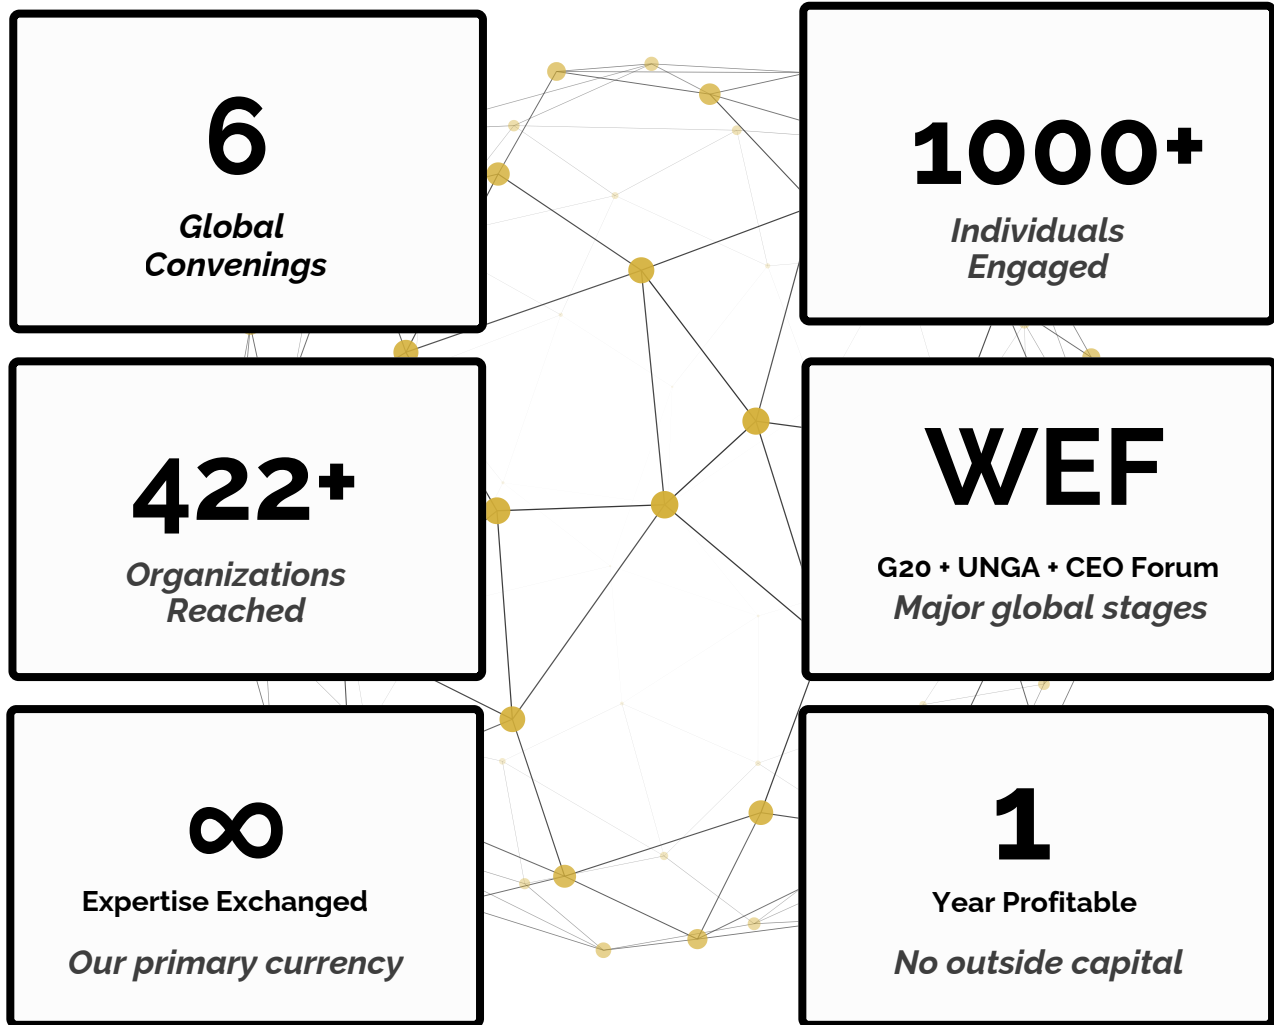 6
Global
Convenings
1000+
Individuals
Engaged
422+
Organizations
Reached
WEF
G20 + UNGA + CEO Forum
Major global stages
∞
Expertise Exchanged
Our primary currency
1
Year Profitable
No outside capital